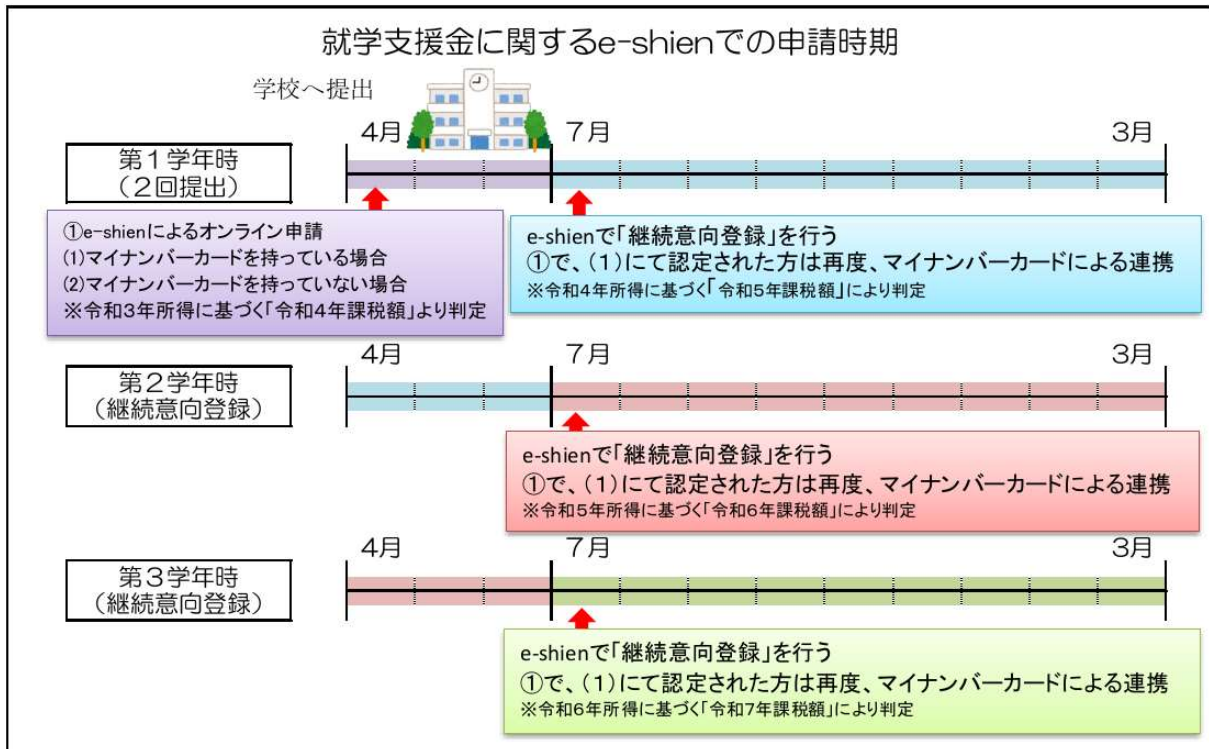 就学支援金に関するe-shienでの申請時期
学校へ提出
4月
7月
3月
第1学年時
(2回提出)
①e-shienによるオンライン申請
(1)マイナンバーカードを持っている場合
(2)マイナンバーカードを持っていない場合
※令和3年所得に基づく「令和4年課税額」より判定
e-shienで「継続意向登録」を行う
①で、(1)にて認定された方は再度、マイナンバーカードによる連携
※令和4年所得に基づく「令和5年課税額」により判定
4月
7月
3月
第2学年時
(継続意向登録)
e-shienで「継続意向登録」を行う
①で、(1)にて認定された方は再度、マイナンバーカードによる連携
※令和5年所得に基づく「令和6年課税額」により判定
4月
7月
3月
第3学年時
(継続意向登録)
e-shienで「継続意向登録」を行う
①で、(1)にて認定された方は再度、マイナンバーカードによる連携
※令和6年所得に基づく「令和7年課税額」により判定